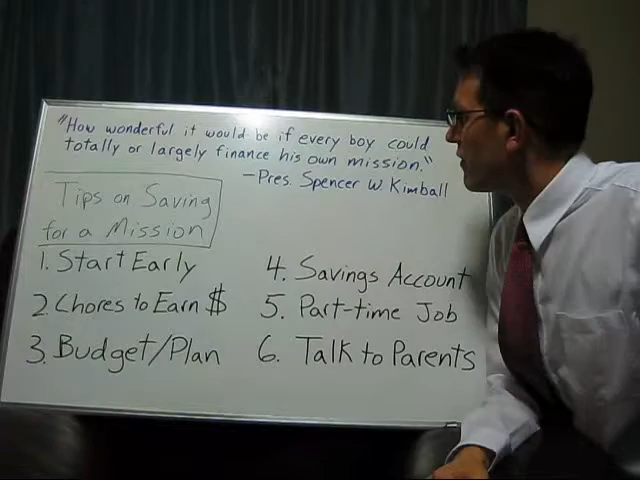 "How wonderful it would be if every boy could
totally or largely finance his own mission."
-Pres. Spencer W. Kimball
Tips on Saving
for a Mission
1. Start Early
2. Chores to Earn $
3. Budget/Plan
4. Savings Account
5. Part-time Job
6. Talk to Parents